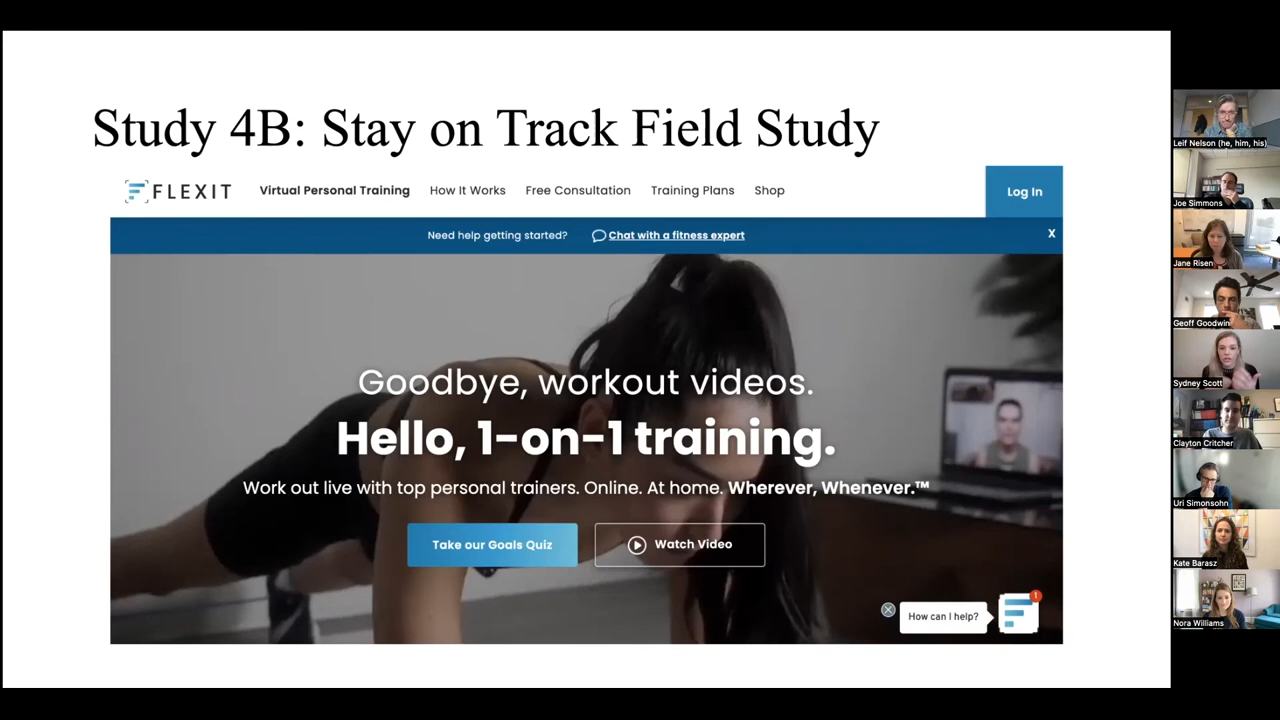 Study 4B: Stay on Track Field Study
FLEXIT
Virtual Personal Training How It Works Free Consultation Training Plans Shop Log In
Need help getting started? Chat with a fitness expert X
Goodbye, workout videos.
Hello, 1-on-1 training.
Work out live with top personal trainers. Online. At home. Wherever, Whenever.™
Take our Goals Quiz Watch Video
How can I help? 1
Leif Nelson (he, him, his)
Joe Simmons
Jane Risen
Geoff Goodwin
Sydney Scott
Clayton Critcher
Uri Simonsohn
Kate Barasz
Nora Williams